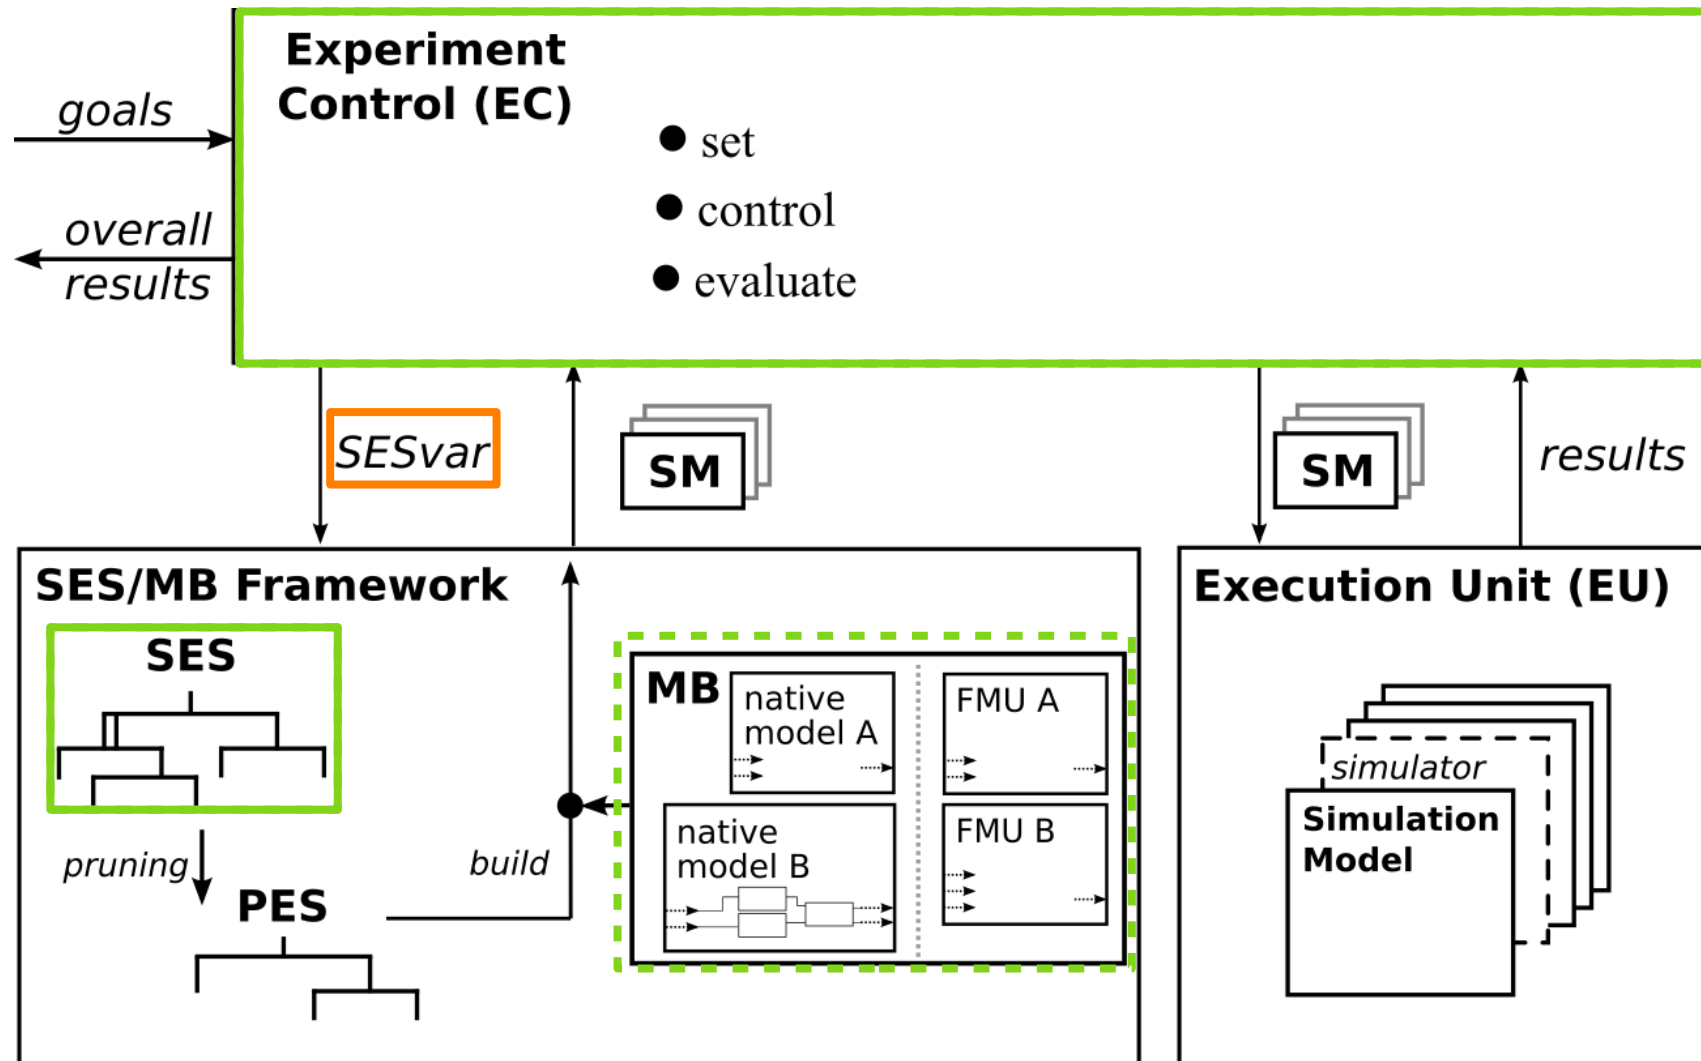 Experiment
Control (EC)
goals
● set
● control
overall
results
● evaluate
SESvar
SM
SM
results
SES/MB Framework
Execution Unit (EU)
SES
MB
native
model A
FMU A
simulator
native
model B
FMU B
Simulation
Model
pruning
build
PES